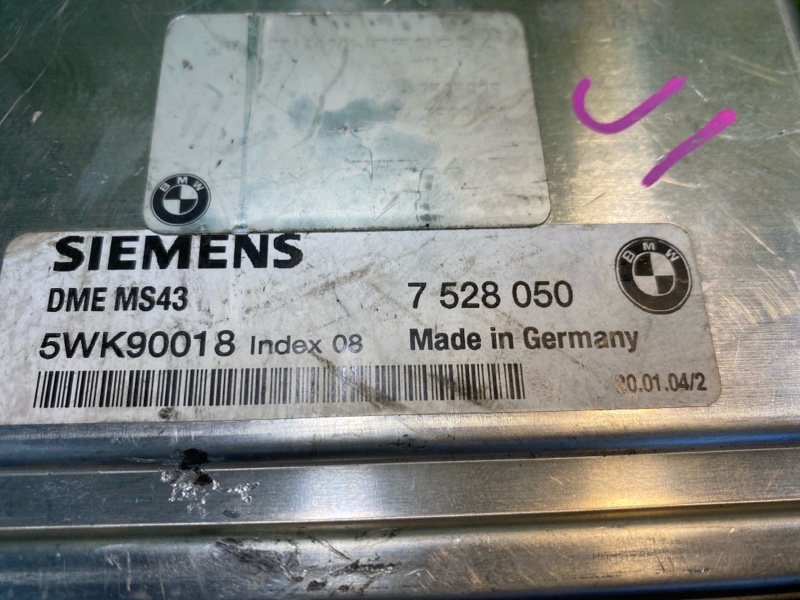 BMW
SIEMENS
BMW
DME MS43 7 528 050
5WK90018 Index 08 Made in Germany
20.01.04/2